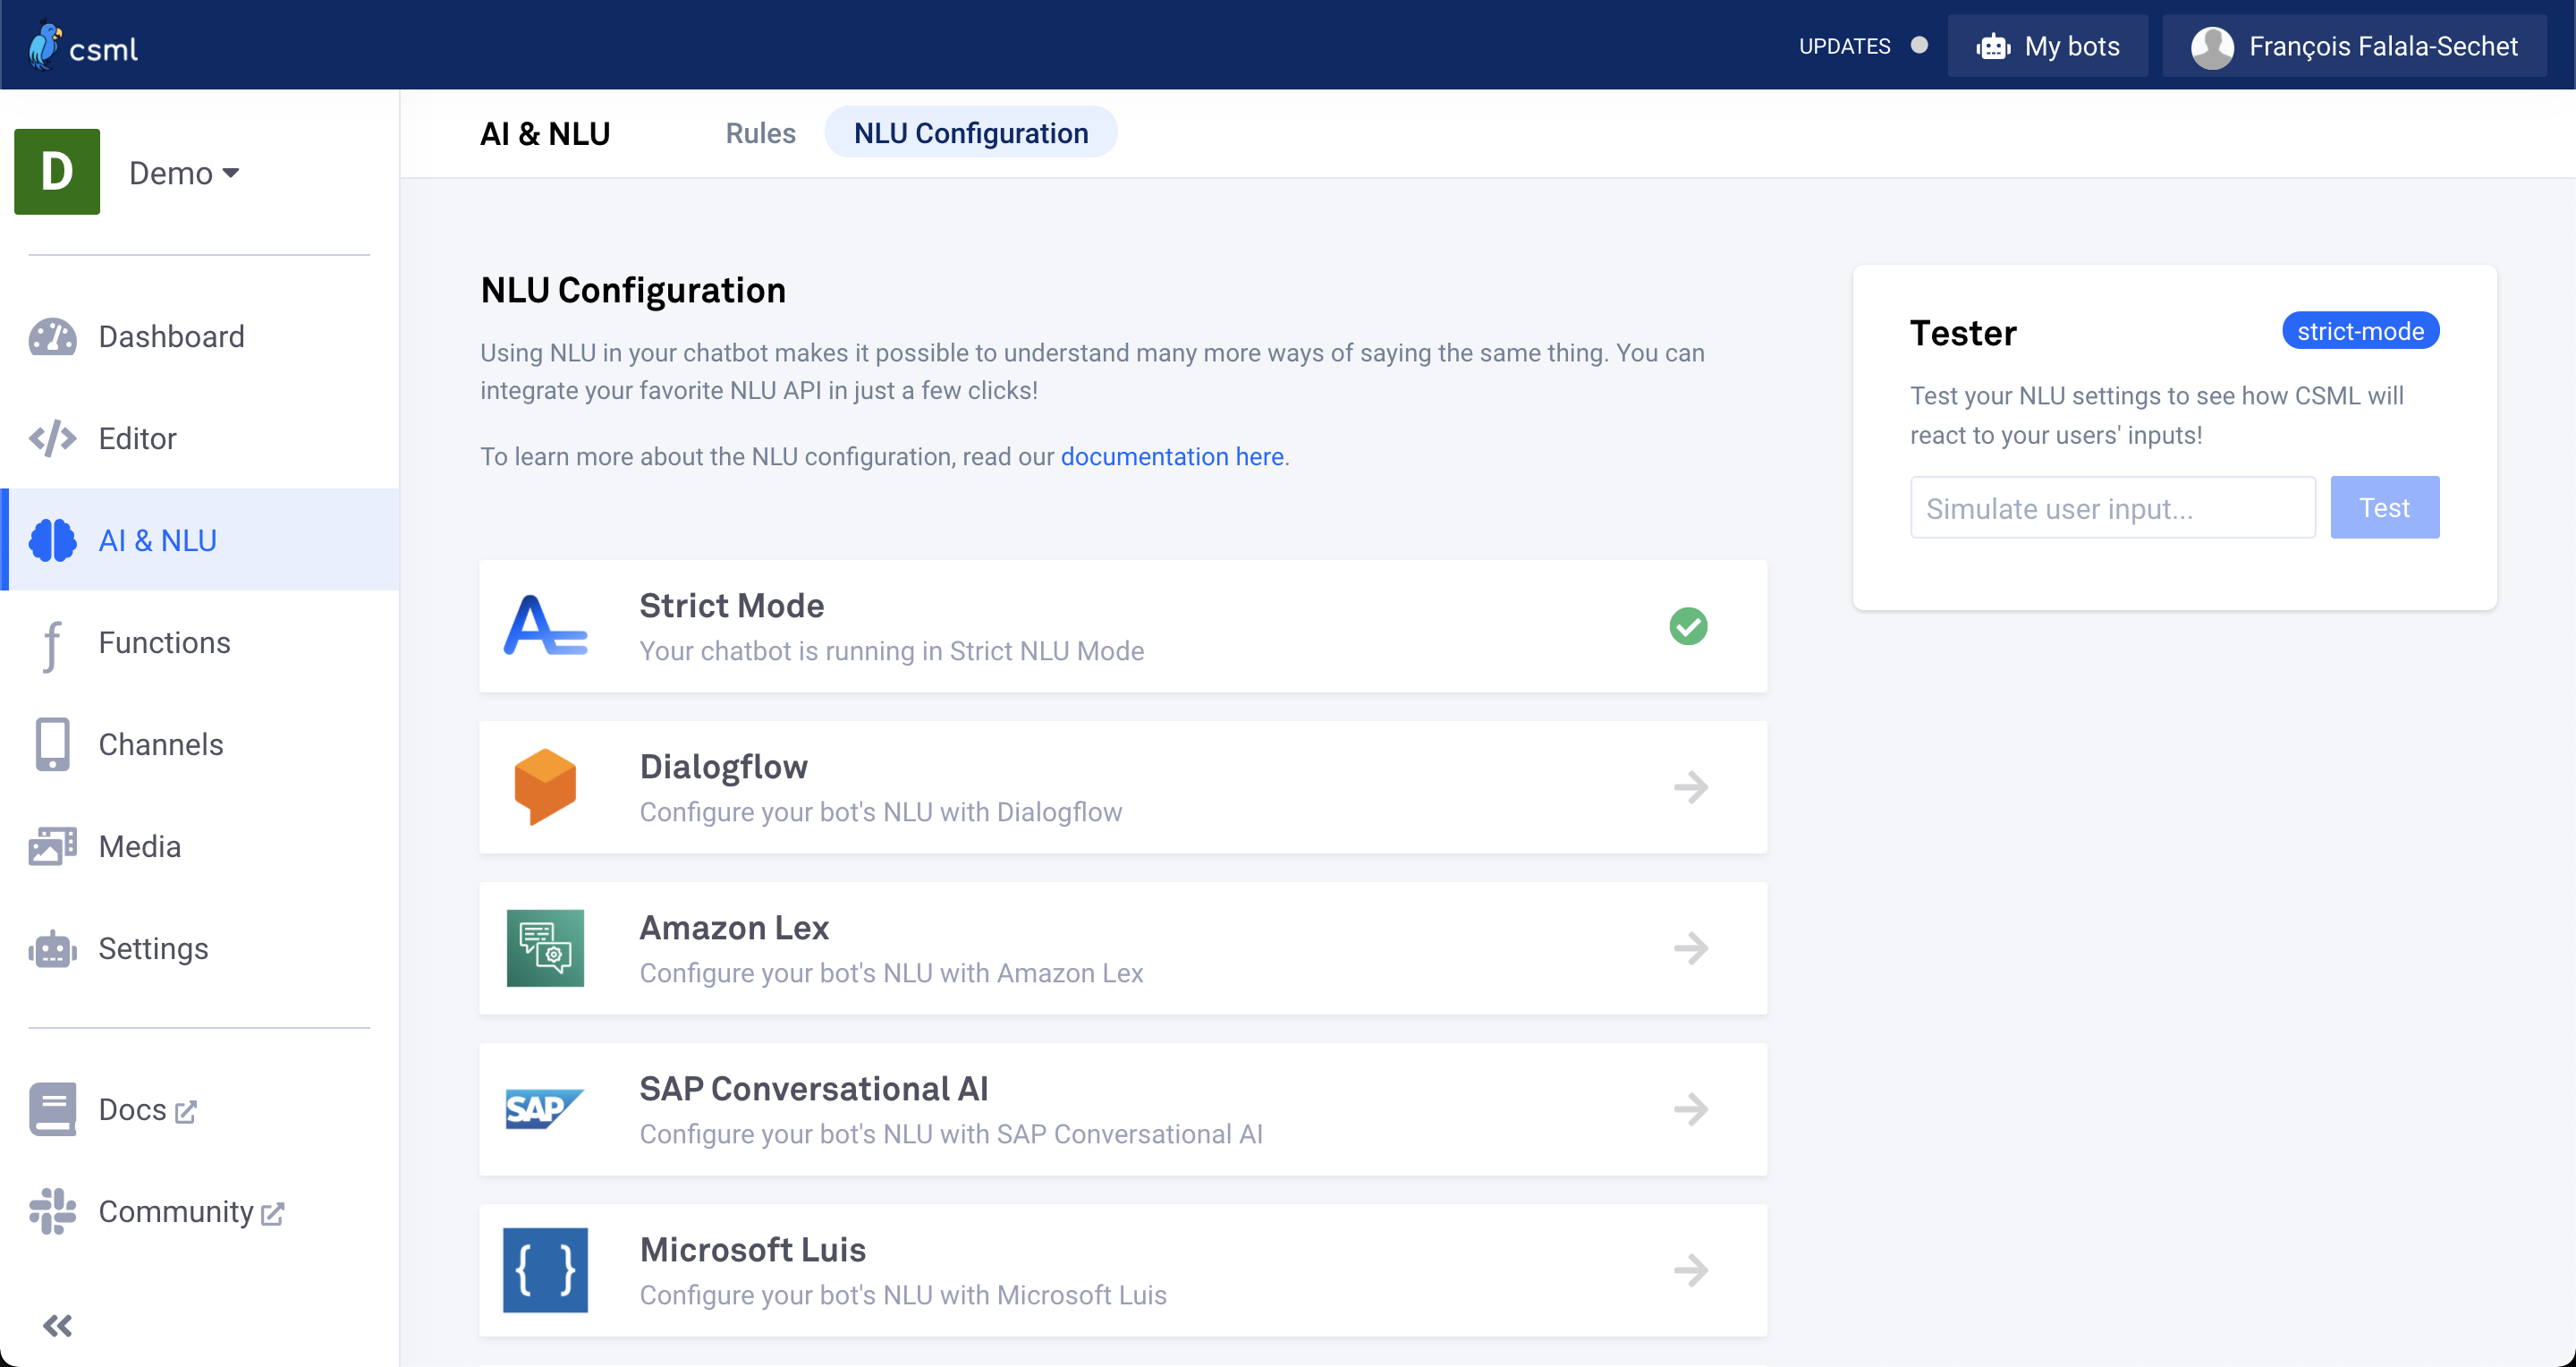 csml
UPDATES
My bots
François Falala-Sechet
D
Demo
Dashboard
Editor
AI & NLU
Functions
Channels
Media
Settings
Docs
Community
AI & NLU
Rules
NLU Configuration
NLU Configuration
Using NLU in your chatbot makes it possible to understand many more ways of saying the same thing. You can
integrate your favorite NLU API in just a few clicks!
To learn more about the NLU configuration, read our documentation here.
Strict Mode
Your chatbot is running in Strict NLU Mode
Dialogflow
Configure your bot's NLU with Dialogflow
Amazon Lex
Configure your bot's NLU with Amazon Lex
SAP
SAP Conversational AI
Configure your bot's NLU with SAP Conversational AI
{ }
Microsoft Luis
Configure your bot's NLU with Microsoft Luis
Tester
strict-mode
Test your NLU settings to see how CSML will
react to your users' inputs!
Simulate user input...
Test